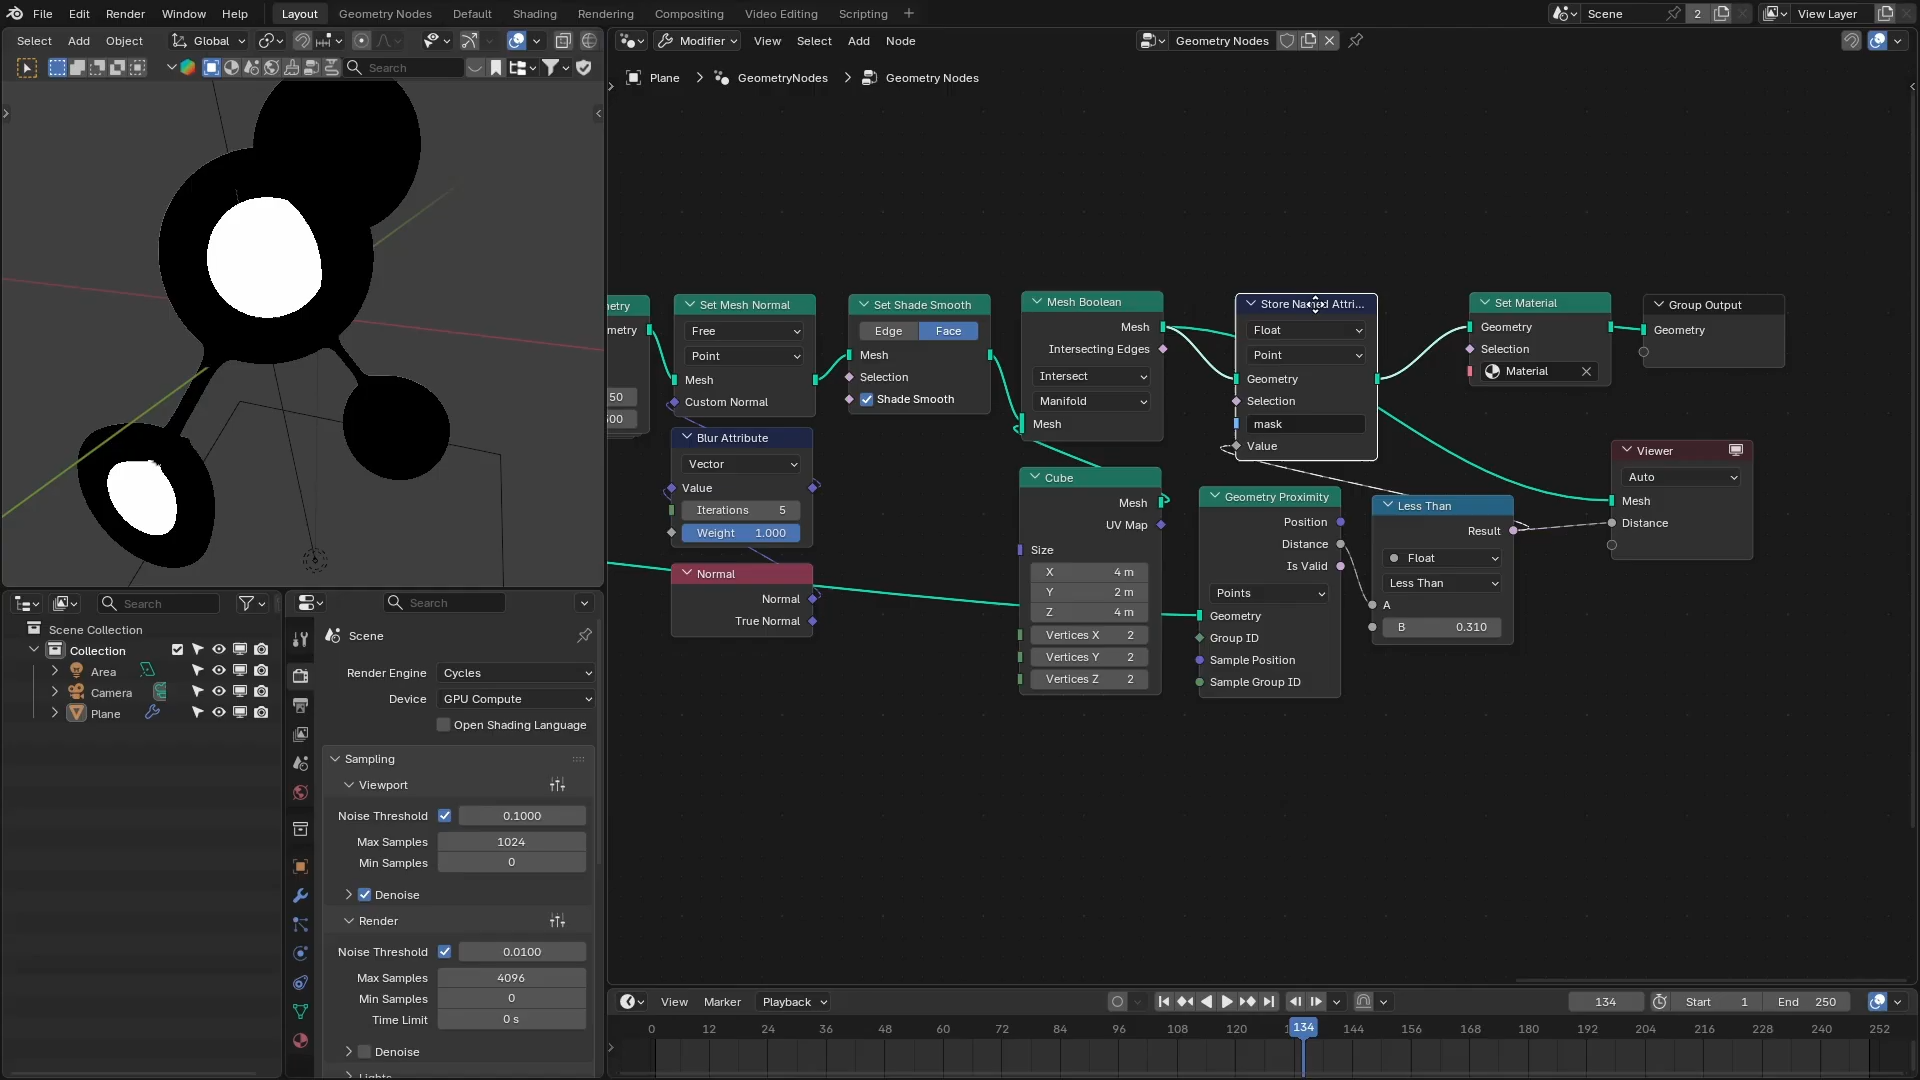 File Edit Render Window Help Layout Geometry Nodes Default Shading Rendering Compositing Video Editing Scripting + Scene 2 View Layer
Select Add Object Global
Search
Modifier View Select Add Node Geometry Nodes
Plane > GeometryNodes > Geometry Nodes
Set Mesh Normal
Free
Point
Mesh
Custom Normal
Blur Attribute
Vector
Value
Iterations 5
Weight 1.000
Normal
Normal
True Normal
Set Shade Smooth
Edge Face
Mesh
Selection
Shade Smooth
Mesh Boolean
Mesh
Intersecting Edges
Intersect
Manifold
Mesh
Cube
Mesh
UV Map
Size
X 4 m
Y 2 m
Z 4 m
Vertices X 2
Vertices Y 2
Vertices Z 2
Store Named Attri...
Float
Point
Geometry
Selection
mask
Value
Geometry Proximity
Position
Distance
Is Valid
Points
Geometry
Group ID
Sample Position
Sample Group ID
Less Than
Result
Float
Less Than
A
B 0.310
Set Material
Geometry
Selection
Material
Group Output
Geometry
Viewer
Auto
Mesh
Distance
Search
Scene Collection
Collection
Area
Camera
Plane
Search
Scene
Render Engine Cycles
Device GPU Compute
Open Shading Language
Sampling
Viewport
Noise Threshold 0.1000
Max Samples 1024
Min Samples 0
Denoise
Render
Noise Threshold 0.0100
Max Samples 4096
Min Samples 0
Time Limit 0 s
Denoise
View Marker Playback 134 Start 1 End 250
0 12 24 36 48 60 72 84 96 108 120 134 144 156 168 180 192 204 216 228 240 252